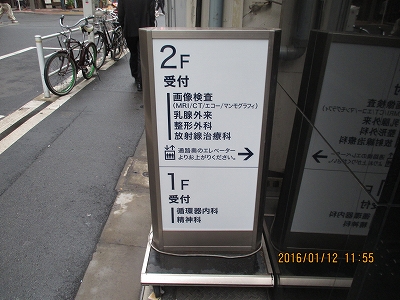 2F
受付
画像検査
(MRI/CT/エコー/マンモグラフィ)
乳腺外来
整形外科
放射線治療科
通路奥のエレベーター
よりお上がりください。
1F
受付
循環器内科
精神科
2016/01/12 11:55